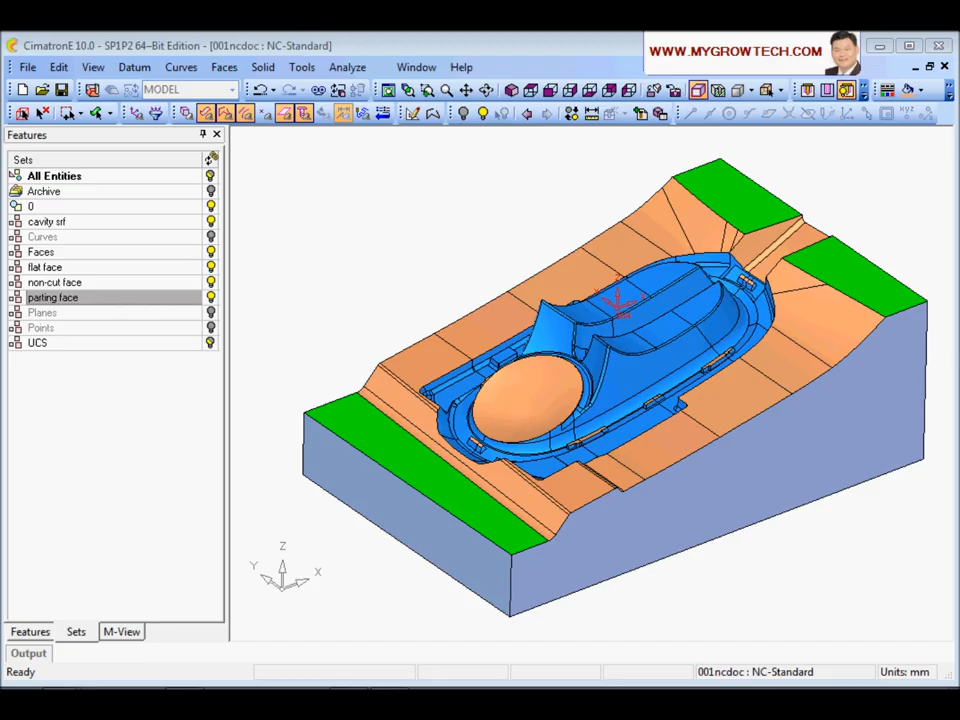 CimatronE 10.0 - SP1P2 64-Bit Edition - [001ncdoc : NC-Standard]
WWW.MYGROWTECH.COM
File Edit View Datum Curves Faces Solid Tools Analyze Window Help
MODEL
Features
Sets
All Entities
Archive
0
cavity srf
Curves
Faces
flat face
non-cut face
parting face
Planes
Points
UCS
Z
Y
X
Features Sets M-View
Output
Ready
001ncdoc : NC-Standard
Units: mm